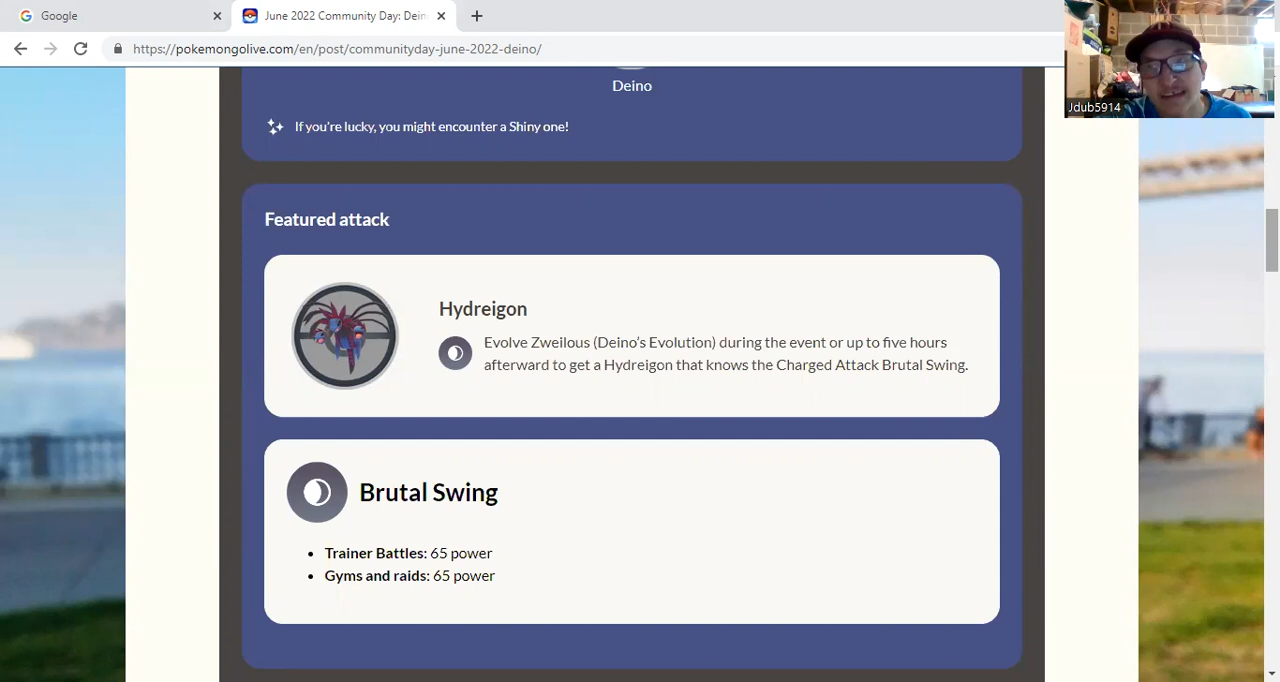 Google
June 2022 Community Day: Dein
https://pokemongolive.com/en/post/communityday-june-2022-deino/
Jdub5914
Deino
If you're lucky, you might encounter a Shiny one!
Featured attack
Hydreigon
Evolve Zweilous (Deino's Evolution) during the event or up to five hours
afterward to get a Hydreigon that knows the Charged Attack Brutal Swing.
Brutal Swing
• Trainer Battles: 65 power
• Gyms and raids: 65 power